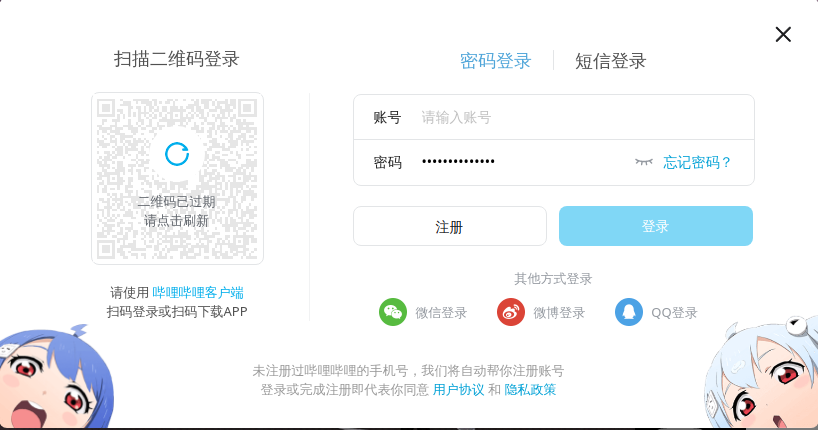 扫描二维码登录
二维码已过期
请点击刷新
请使用 哔哩哔哩客户端
扫码登录或扫码下载APP
密码登录 短信登录
账号 请输入账号
密码 •••••••••••••• 忘记密码？
注册 登录
其他方式登录
微信登录 微博登录 QQ登录
未注册过哔哩哔哩的手机号，我们将自动帮你注册账号
登录或完成注册即代表你同意 用户协议 和 隐私政策